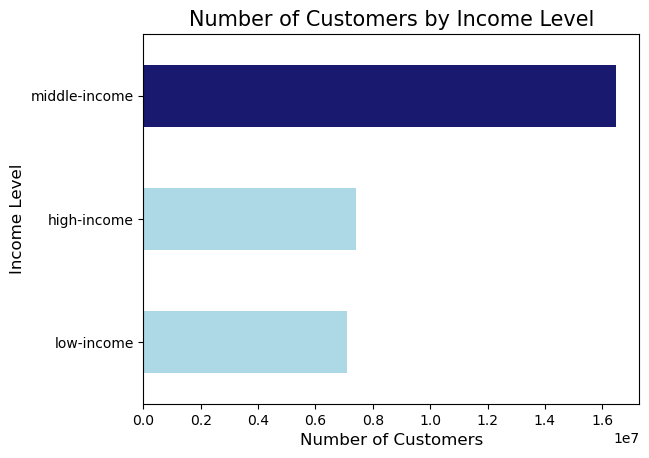 Number of Customers by Income Level
Income Level
middle-income
high-income
low-income
0.0 0.2 0.4 0.6 0.8 1.0 1.2 1.4 1.6
1e7
Number of Customers